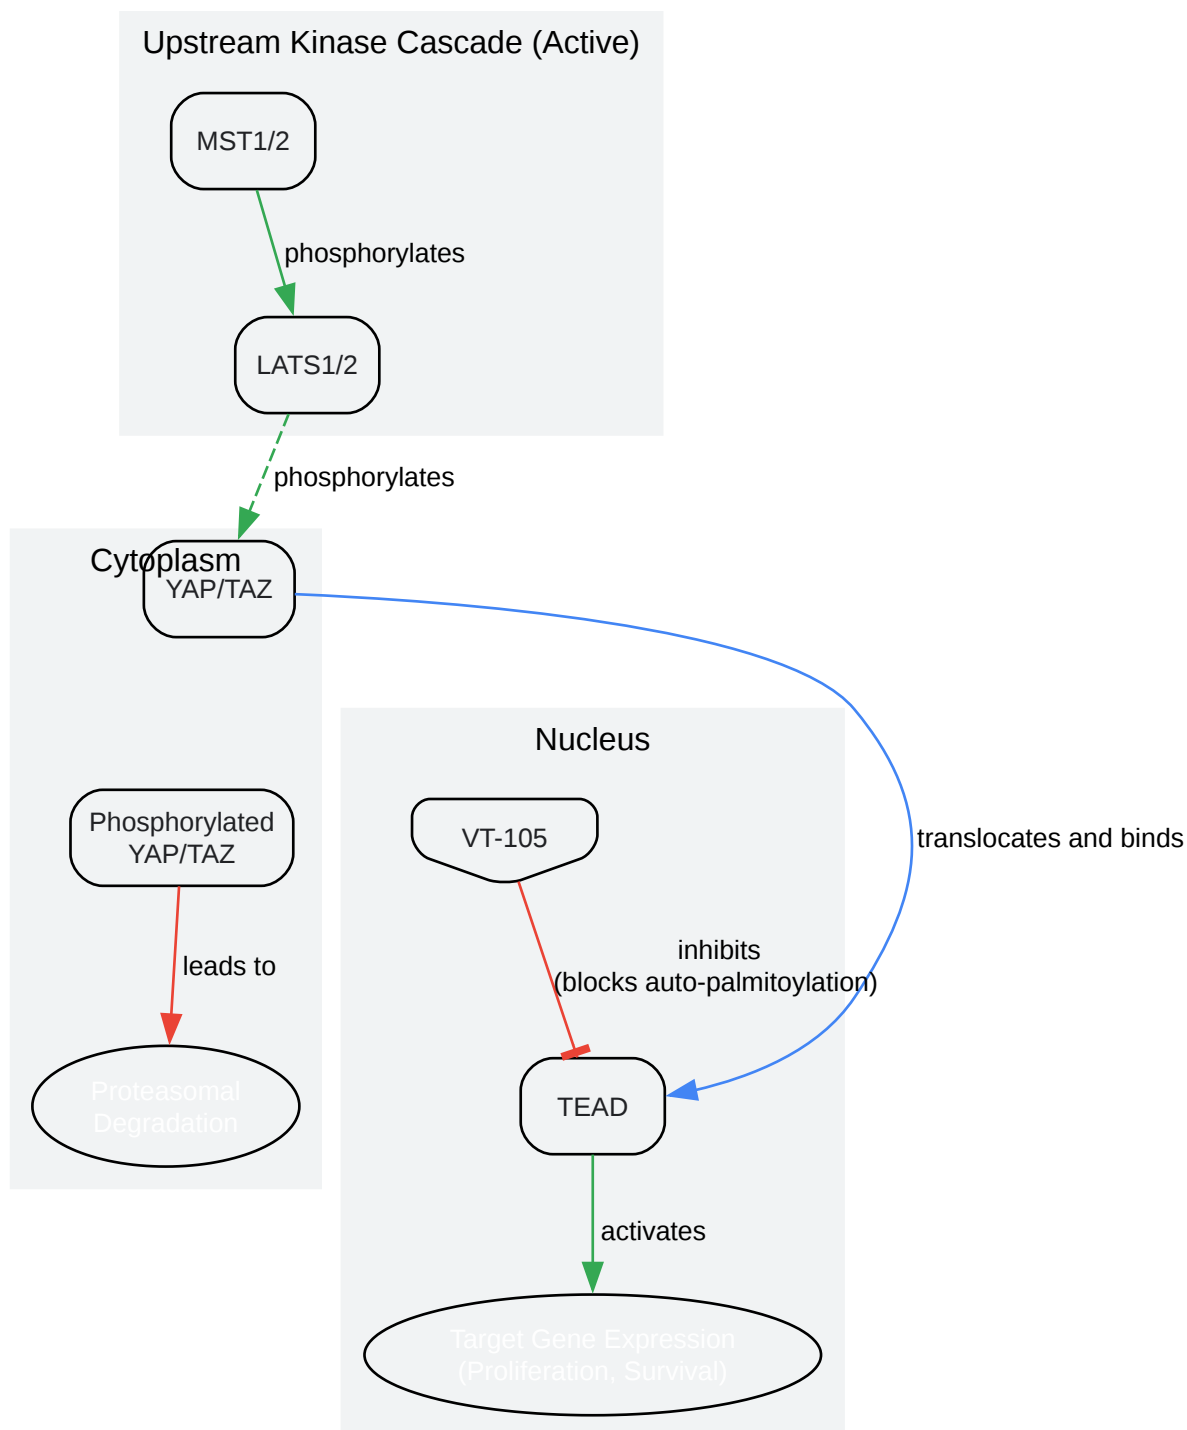 Upstream Kinase Cascade (Active)
MST1/2
phosphorylates
LATS1/2
phosphorylates
Cytoplasm
YAP/TAZ
Nucleus
Phosphorylated
YAP/TAZ
VT-105
translocates and binds
leads to
inhibits
(blocks auto-palmitoylation)
Proteasomal
Degradation
TEAD
activates
Target Gene Expression
(Proliferation, Survival)